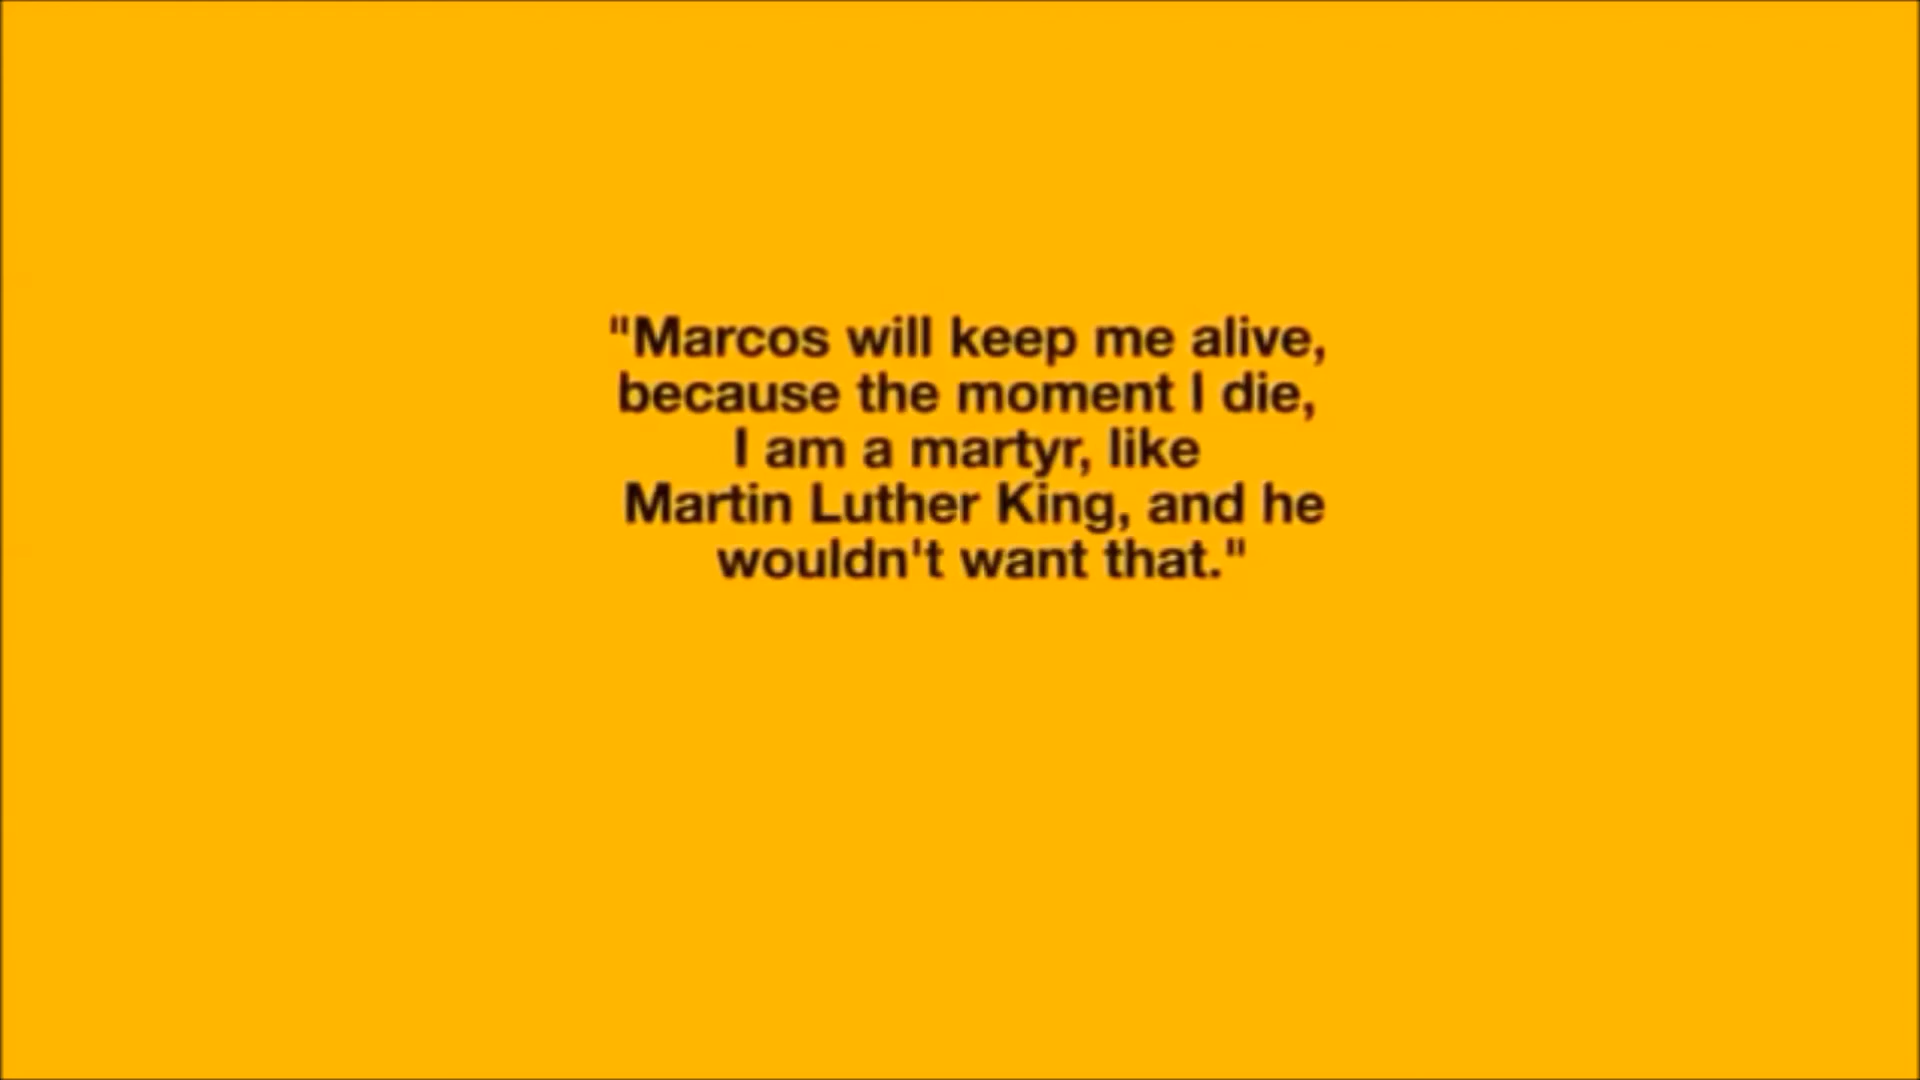 "Marcos will keep me alive,
because the moment I die,
I am a martyr, like
Martin Luther King, and he
wouldn't want that."